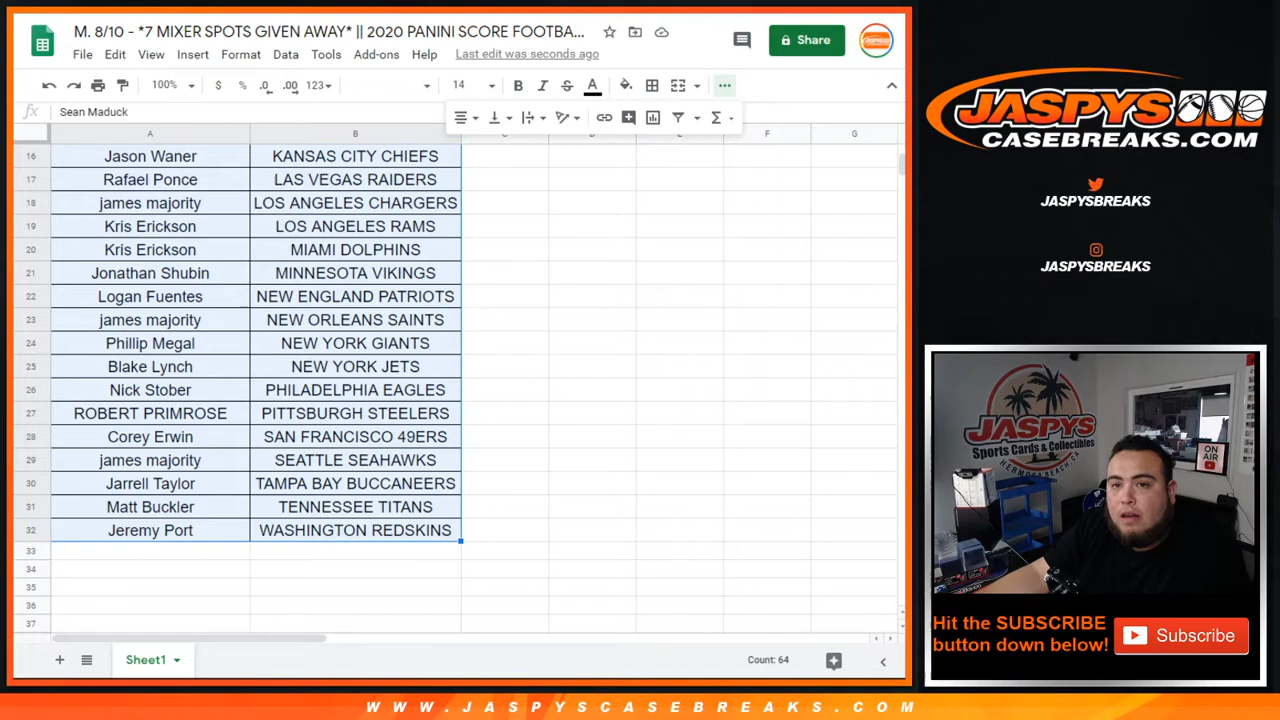 M. 8/10 - *7 MIXER SPOTS GIVEN AWAY* || 2020 PANINI SCORE FOOTBA...
File Edit View Insert Format Data Tools Add-ons Help Last edit was seconds ago
Share
100% $ % .0 .00 123 14 B I S A
fx Sean Maduck
A B C D E F G
16 Jason Waner KANSAS CITY CHIEFS
17 Rafael Ponce LAS VEGAS RAIDERS
18 james majority LOS ANGELES CHARGERS
19 Kris Erickson LOS ANGELES RAMS
20 Kris Erickson MIAMI DOLPHINS
21 Jonathan Shubin MINNESOTA VIKINGS
22 Logan Fuentes NEW ENGLAND PATRIOTS
23 james majority NEW ORLEANS SAINTS
24 Phillip Megal NEW YORK GIANTS
25 Blake Lynch NEW YORK JETS
26 Nick Stober PHILADELPHIA EAGLES
27 ROBERT PRIMROSE PITTSBURGH STEELERS
28 Corey Erwin SAN FRANCISCO 49ERS
29 james majority SEATTLE SEAHAWKS
30 Jarrell Taylor TAMPA BAY BUCCANEERS
31 Matt Buckler TENNESSEE TITANS
32 Jeremy Port WASHINGTON REDSKINS
33
34
35
36
37
Sheet1
Count: 64
JASPYS
CASEBREAKS.COM
JASPYSBREAKS
JASPYSBREAKS
JASPYS
Sports Cards & Collectibles
HERMOSA BEACH, CA
ON AIR
Hit the SUBSCRIBE
button down below!
Subscribe
WWW.JASPYSCASEBREAKS.COM